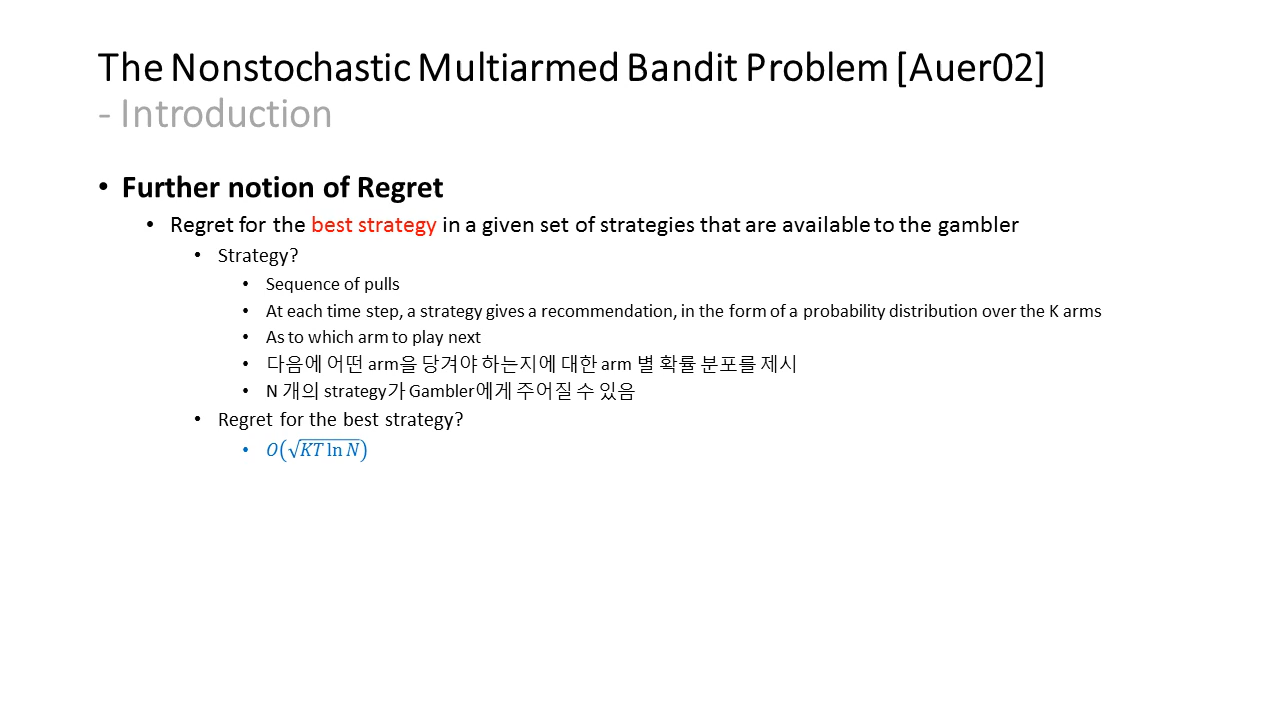 The Nonstochastic Multiarmed Bandit Problem [Auer02]
- Introduction
• Further notion of Regret
• Regret for the best strategy in a given set of strategies that are available to the gambler
• Strategy?
• Sequence of pulls
• At each time step, a strategy gives a recommendation, in the form of a probability distribution over the K arms
• As to which arm to play next
• 다음에 어떤 arm을 당겨야 하는지에 대한 arm 별 확률 분포를 제시
• N 개의 strategy가 Gambler에게 주어질 수 있음
• Regret for the best strategy?
• O(√KT ln N)